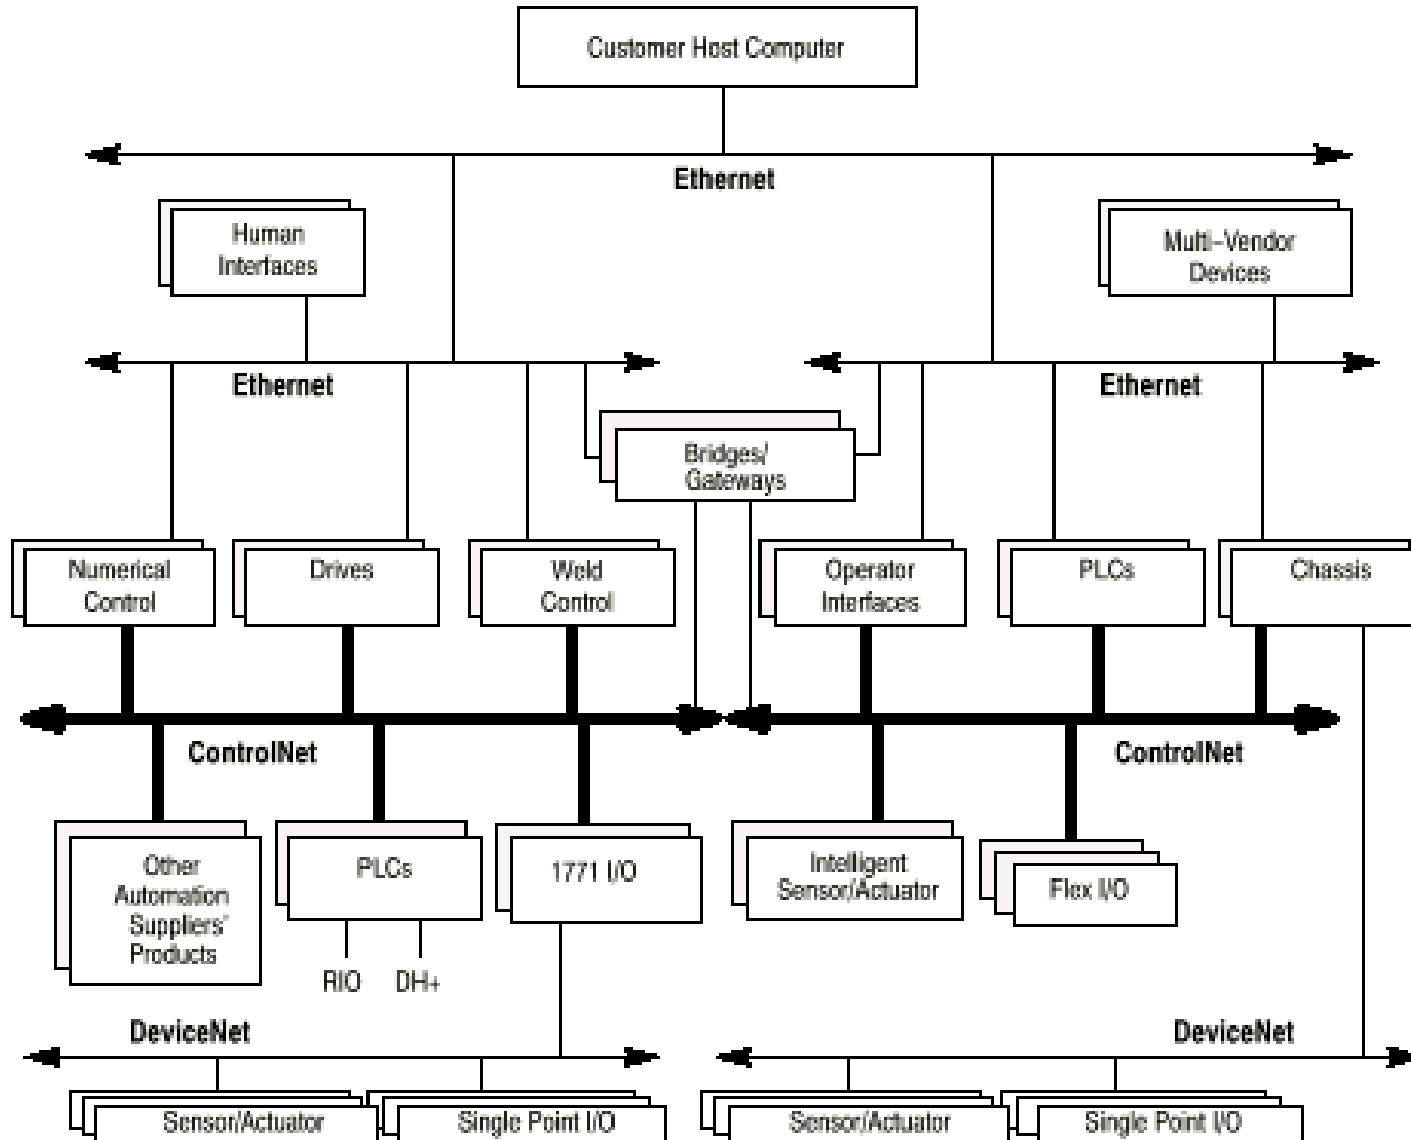 Customer Host Computer
Ethernet
Human
Interfaces
Multi-Vendor
Devices
Ethernet
Ethernet
Bridges/
Gateways
Numerical
Control
Drives
Weld
Control
Operator
Interfaces
PLCs
Chassis
ControlNet
ControlNet
Other
Automation
Suppliers'
Products
PLCs
1771 I/O
Intelligent
Sensor/Actuator
Flex I/O
RIO
DH+
DeviceNet
DeviceNet
Sensor/Actuator
Single Point I/O
Sensor/Actuator
Single Point I/O